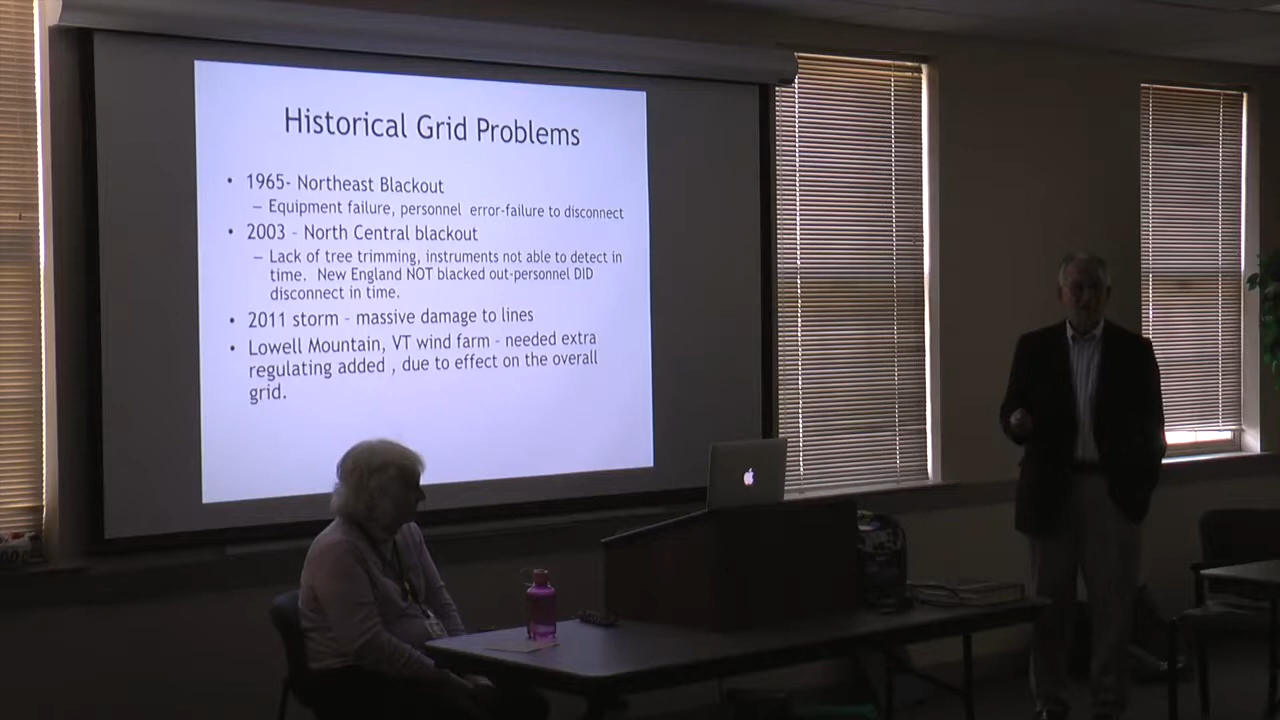 Historical Grid Problems
• 1965- Northeast Blackout
– Equipment failure, personnel error-failure to disconnect
• 2003 - North Central blackout
– Lack of tree trimming, instruments not able to detect in
time. New England NOT blacked out-personnel DID
disconnect in time.
• 2011 storm - massive damage to lines
• Lowell Mountain, VT wind farm - needed extra
regulating added , due to effect on the overall
grid.